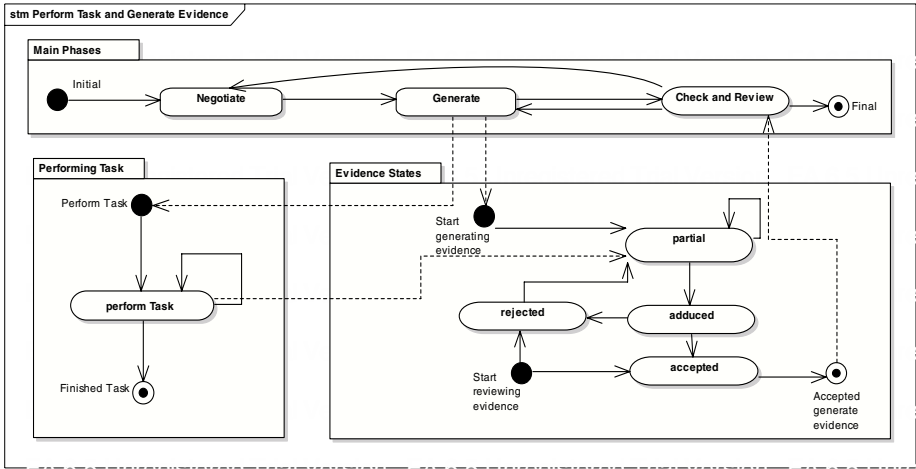 stm Perform Task and Generate Evidence
Main Phases
Initial
Negotiate
Generate
Check and Review
Final
Performing Task
Perform Task
perform Task
Finished Task
Evidence States
Start
generating
evidence
partial
rejected
adduced
accepted
Start
reviewing
evidence
Accepted
generate
evidence